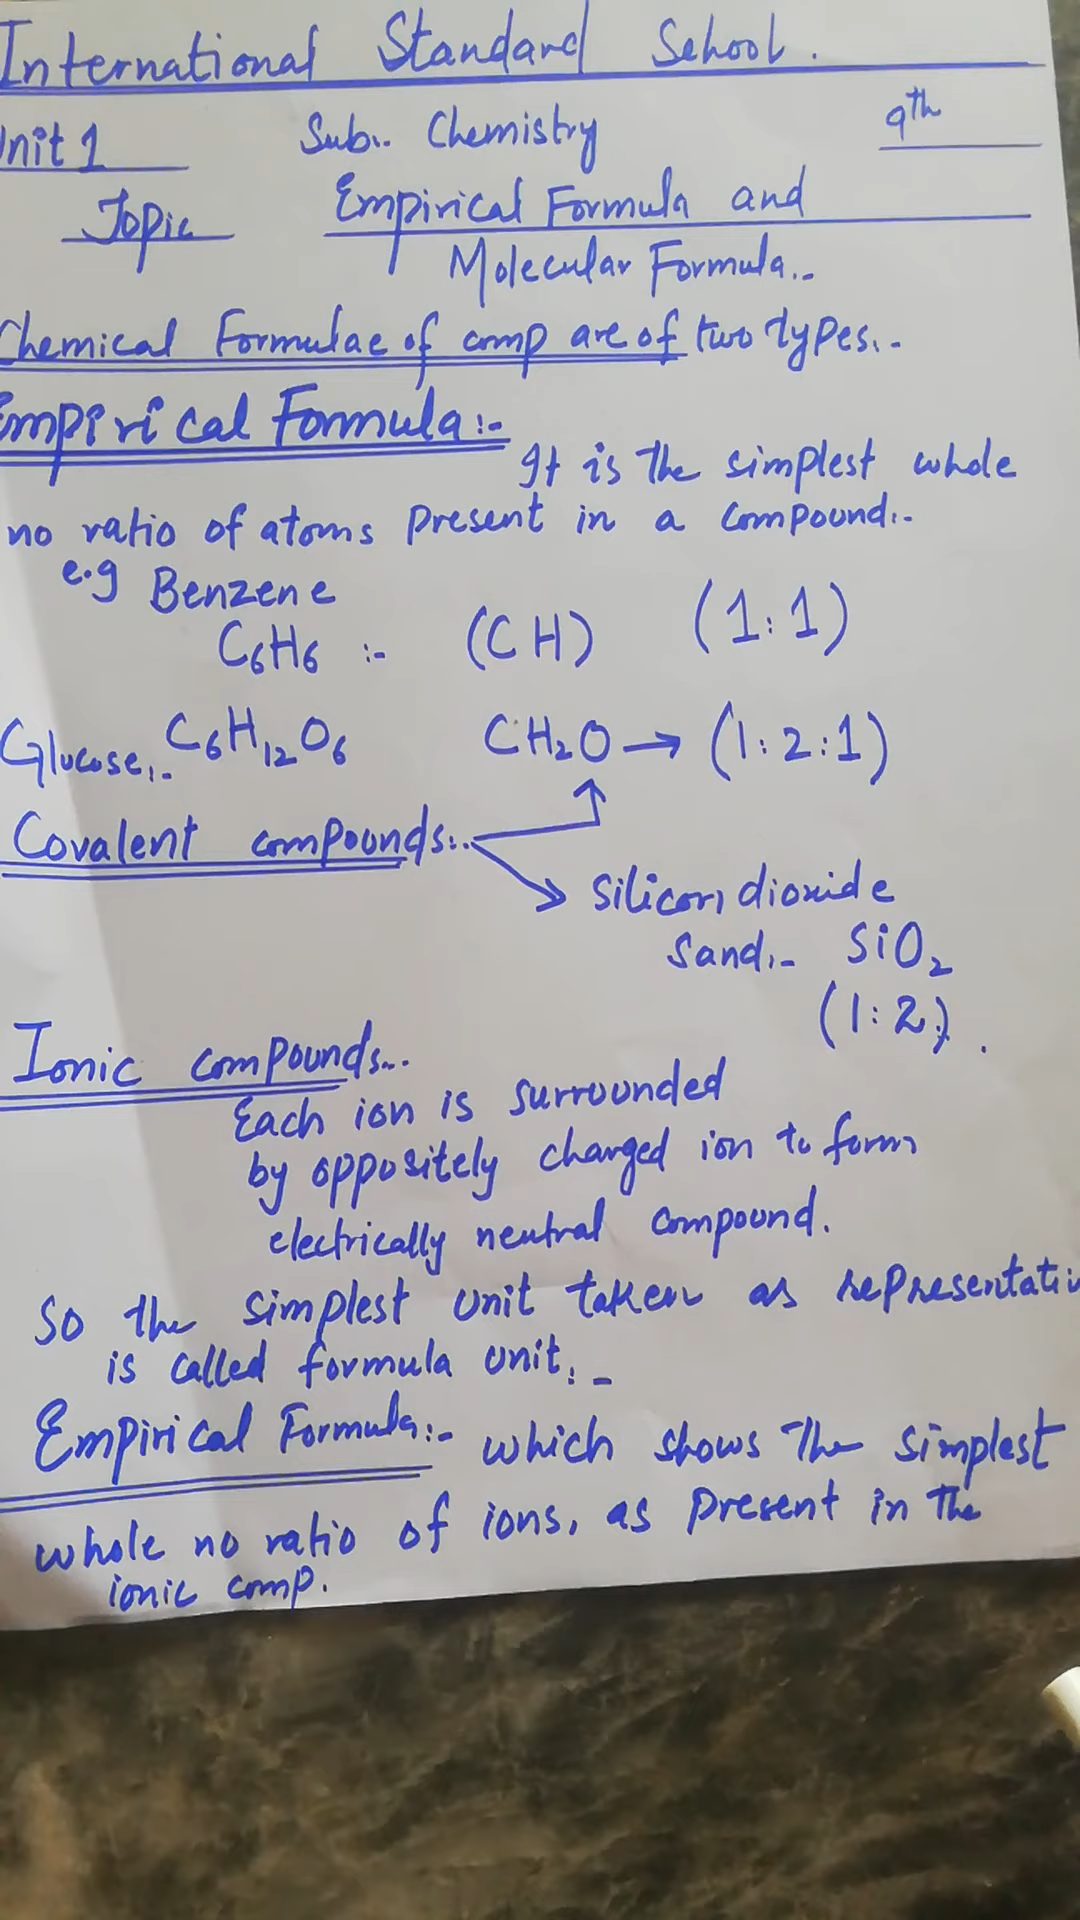 International Standard School.
Unit 1 Sub:. Chemistry 9th
Topic Empirical Formula and
Molecular Formula..
Chemical Formulae of comp are of two types..
Empirical Formula:-
It is the simplest whole
no ratio of atoms present in a compound:.
e.g Benzene
C₆H₆ :- (CH) (1:1)
Glucose:- C₆H₁₂O₆ CH₂O → (1:2:1)
Covalent compounds:.
Silicon dioxide
Sand:- SiO₂
(1:2).
Ionic compounds..
Each ion is surrounded
by oppositely charged ion to form
electrically neutral compound.
So the simplest unit taken as representati
is called formula unit:-
Empirical Formula:- which shows the simplest
whole no ratio of ions, as present in the
ionic comp.